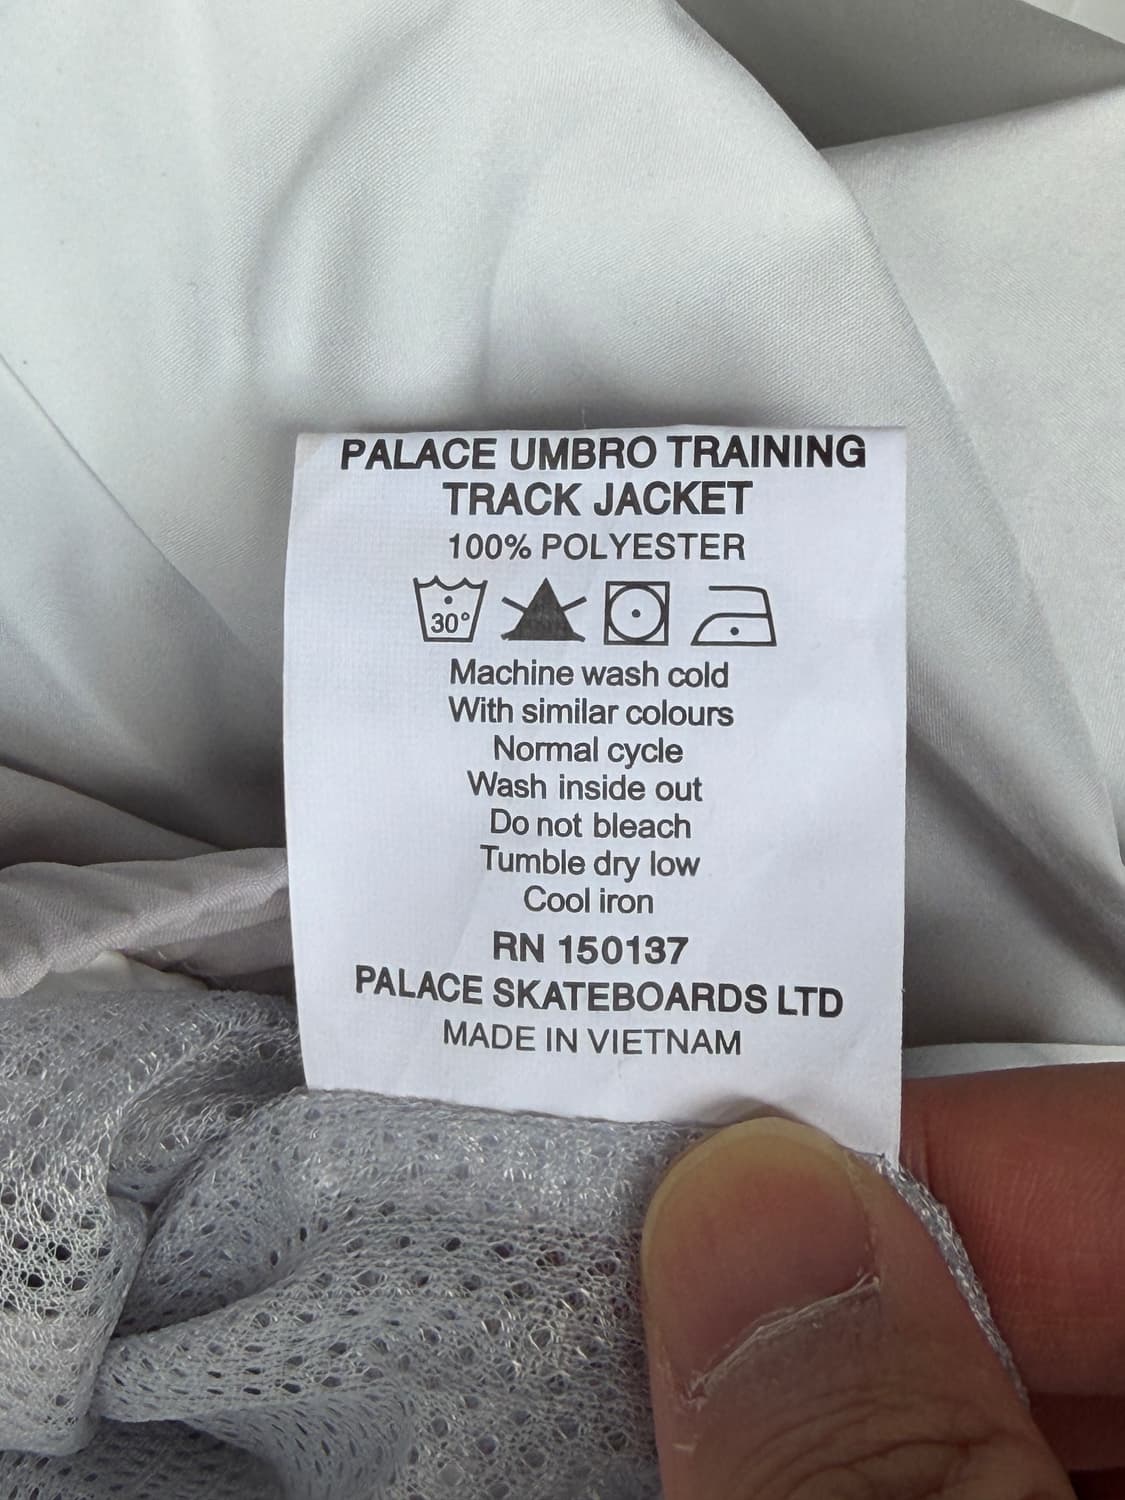 PALACE UMBRO TRAINING
TRACK JACKET
100% POLYESTER
30°
Machine wash cold
With similar colours
Normal cycle
Wash inside out
Do not bleach
Tumble dry low
Cool iron
RN 150137
PALACE SKATEBOARDS LTD
MADE IN VIETNAM